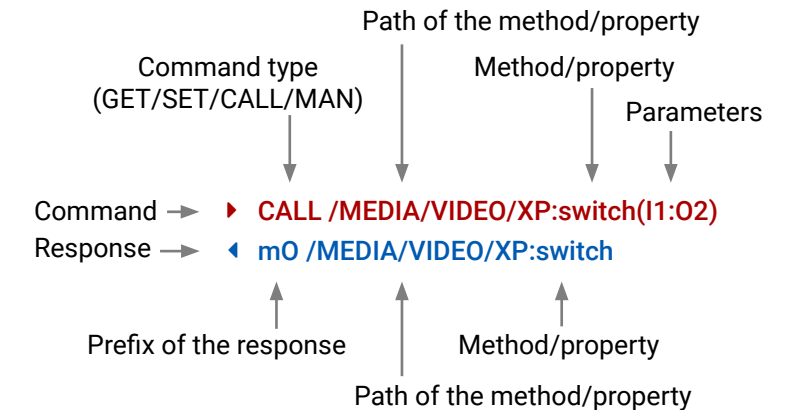 Path of the method/property
Command type
(GET/SET/CALL/MAN)
Method/property
Parameters
Command
CALL /MEDIA/VIDEO/XP:switch(I1:O2)
Response
mO /MEDIA/VIDEO/XP:switch
Prefix of the response
Method/property
Path of the method/property